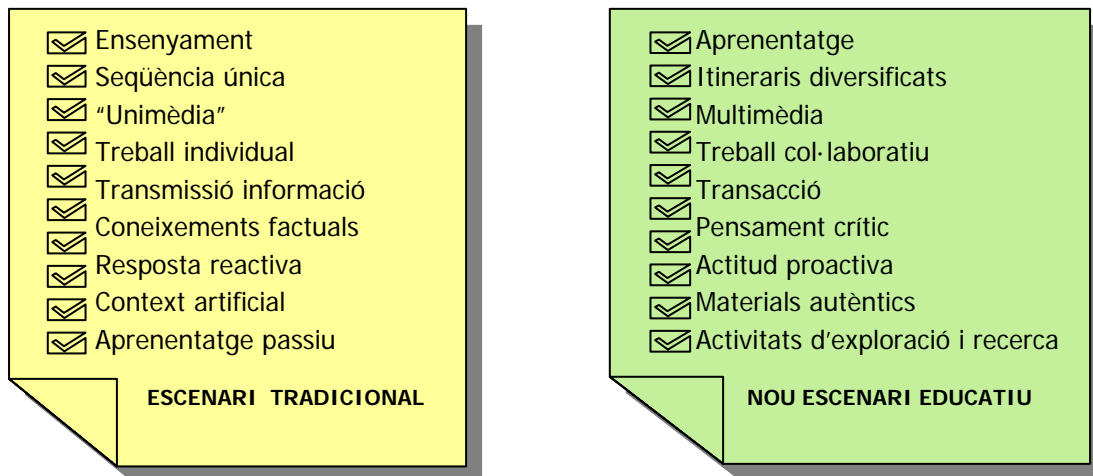 Ensenyament
Seqüència única
“Unimèdia”
Treball individual
Transmissió informació
Coneixements factuals
Resposta reactiva
Context artificial
Aprenentatge passiu
ESCENARI TRADICIONAL
Aprenentatge
Itineraris diversificats
Multimèdia
Treball col·laboratiu
Transacció
Pensament crític
Actitud proactiva
Materials autèntics
Activitats d’exploració i recerca
NOU ESCENARI EDUCATIU